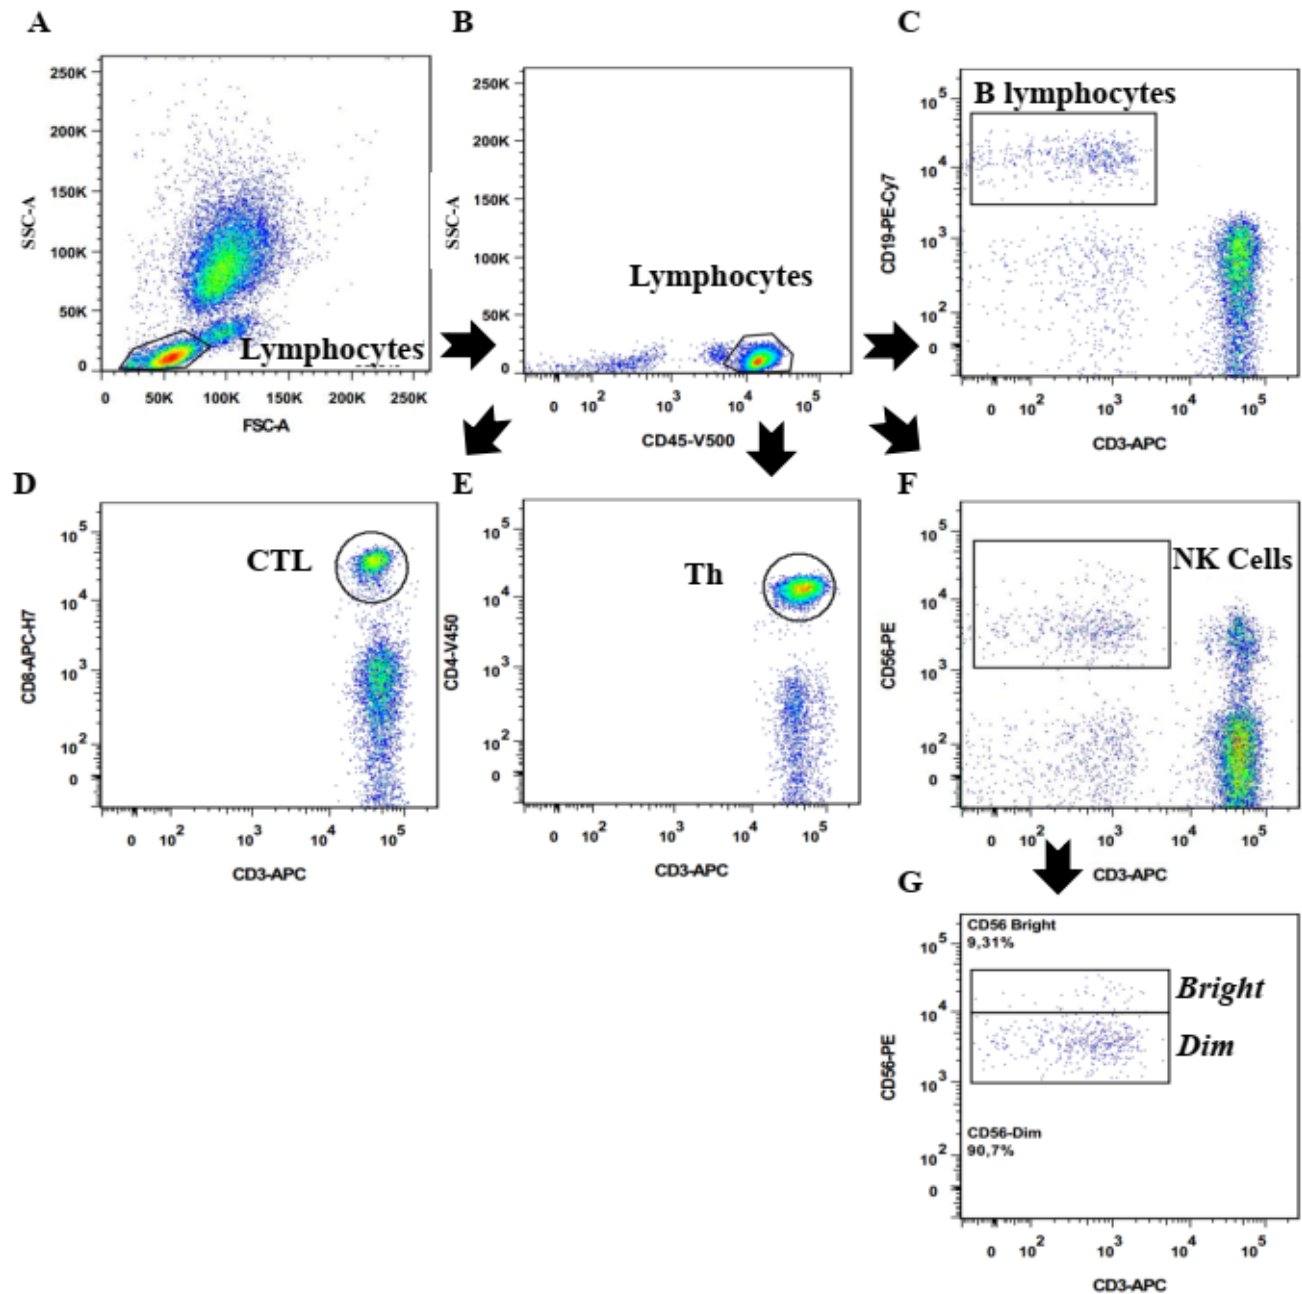 A
250K
200K
150K
100K
50K
0
SSC-A
0 50K 100K 150K 200K 250K
FSC-A
Lymphocytes
B
250K
200K
150K
100K
50K
0
SSC-A
Lymphocytes
0 10^2 10^3 10^4 10^5
CD45-V500
C
B lymphocytes
10^5
10^4
10^3
10^2
0
CD19-PE-Cy7
0 10^2 10^3 10^4 10^5
CD3-APC
D
CTL
10^5
10^4
10^3
10^2
0
CD8-APC-H7
0 10^2 10^3 10^4 10^5
CD3-APC
E
Th
10^5
10^4
10^3
10^2
0
CD4-V450
0 10^2 10^3 10^4 10^5
CD3-APC
F
NK Cells
10^5
10^4
10^3
10^2
0
CD56-PE
0 10^2 10^3 10^4 10^5
CD3-APC
G
CD56 Bright
9,31%
Bright
Dim
CD56-Dim
90,7%
10^5
10^4
10^3
10^2
0
CD56-PE
0 10^2 10^3 10^4 10^5
CD3-APC